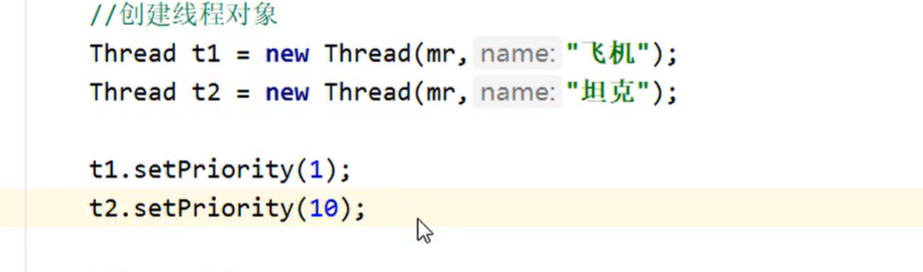 //创建线程对象
Thread t1 = new Thread(mr, name: "飞机");
Thread t2 = new Thread(mr, name: "坦克");
t1.setPriority(1);
t2.setPriority(10);